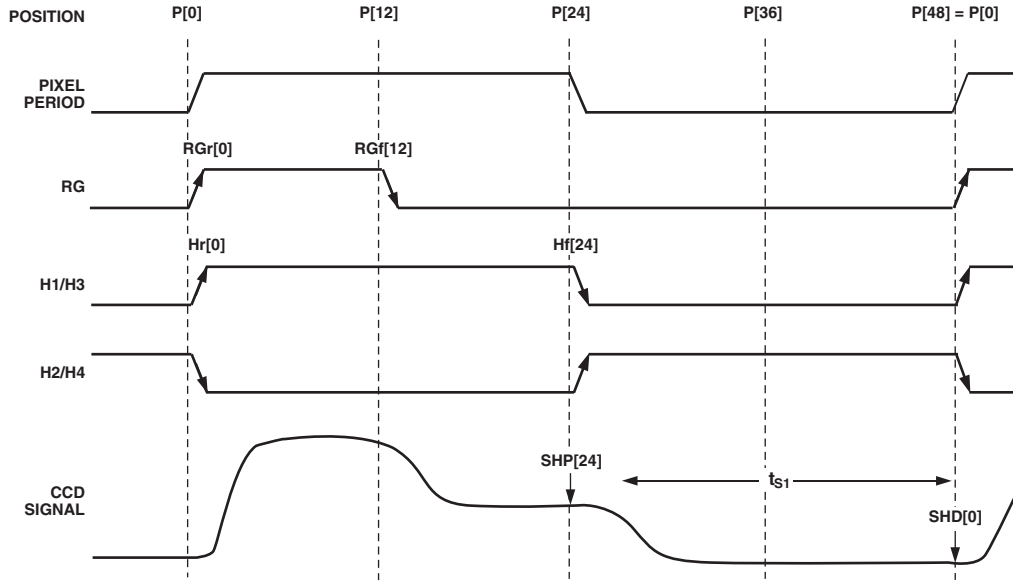 POSITION P[0] P[12] P[24] P[36] P[48] = P[0]
PIXEL
PERIOD
RGr[0] RGf[12]
RG
Hr[0] Hf[24]
H1/H3
H2/H4
SHP[24]
CCD
SIGNAL
tS1
SHD[0]